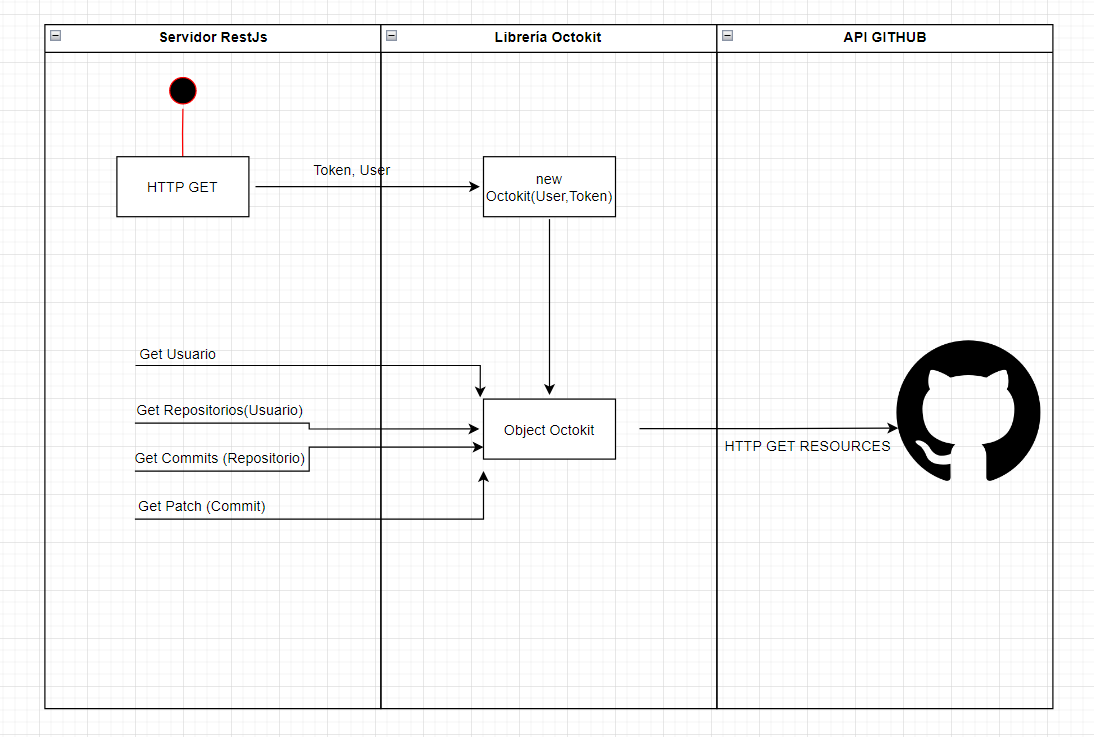 Servidor RestJs
Librería Octokit
API GITHUB
HTTP GET
Token, User
new
Octokit(User,Token)
Get Usuario
Get Repositorios(Usuario)
Get Commits (Repositorio)
Get Patch (Commit)
Object Octokit
HTTP GET RESOURCES